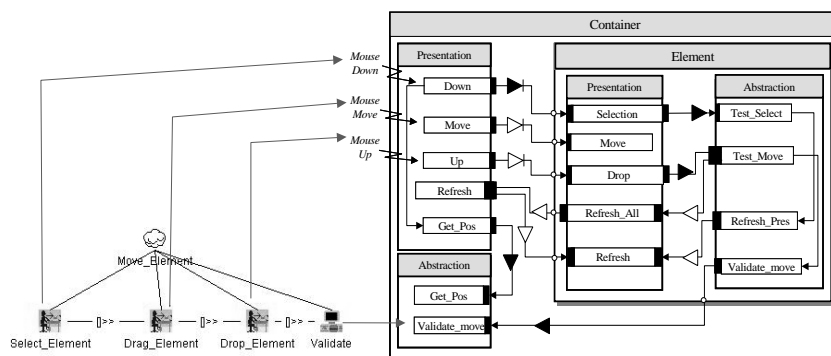 Container
Presentation
Element
Mouse
Down
Down
Presentation
Abstraction
Selection
Test_Select
Mouse
Move
Move
Move
Mouse
Up
Up
Test_Move
Drop
Refresh
Refresh_All
Refresh_Pres
Get_Pos
Move_Element
Refresh
Abstraction
Validate_move
Get_Pos
Validate_move
[]>>
[]>>
[]>>
Select_Element
Drag_Element
Drop_Element
Validate